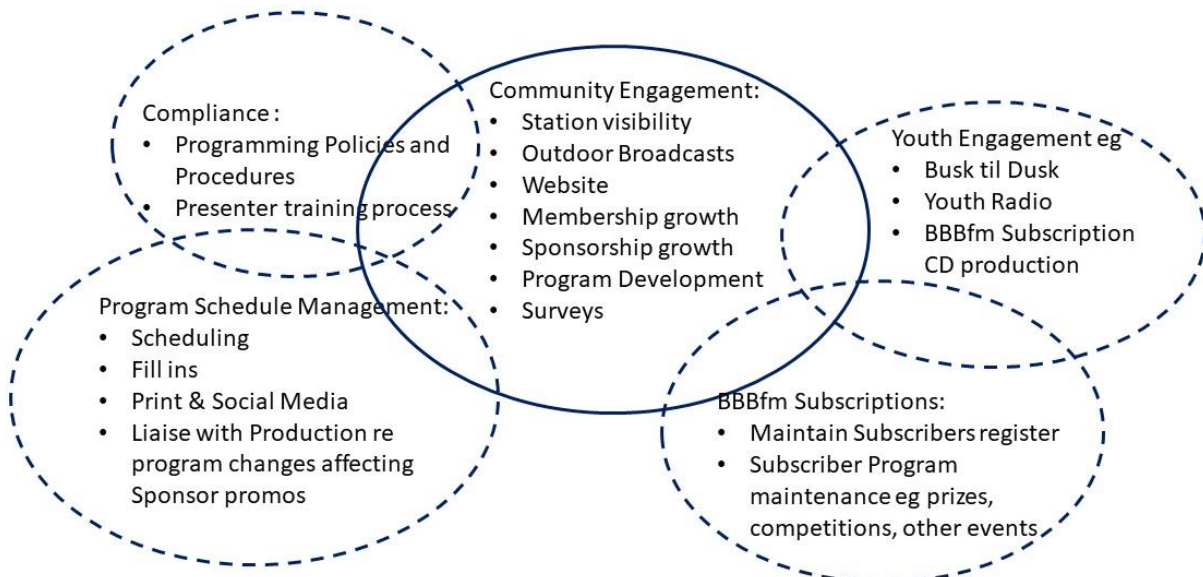 Compliance :
• Programming Policies and
Procedures
• Presenter training process
Community Engagement:
• Station visibility
• Outdoor Broadcasts
• Website
• Membership growth
• Sponsorship growth
• Program Development
• Surveys
Youth Engagement eg
• Busk til Dusk
• Youth Radio
• BBBfm Subscription
CD production
Program Schedule Management:
• Scheduling
• Fill ins
• Print & Social Media
• Liaise with Production re
program changes affecting
Sponsor promos
BBBfm Subscriptions:
• Maintain Subscribers register
• Subscriber Program
maintenance eg prizes,
competitions, other events